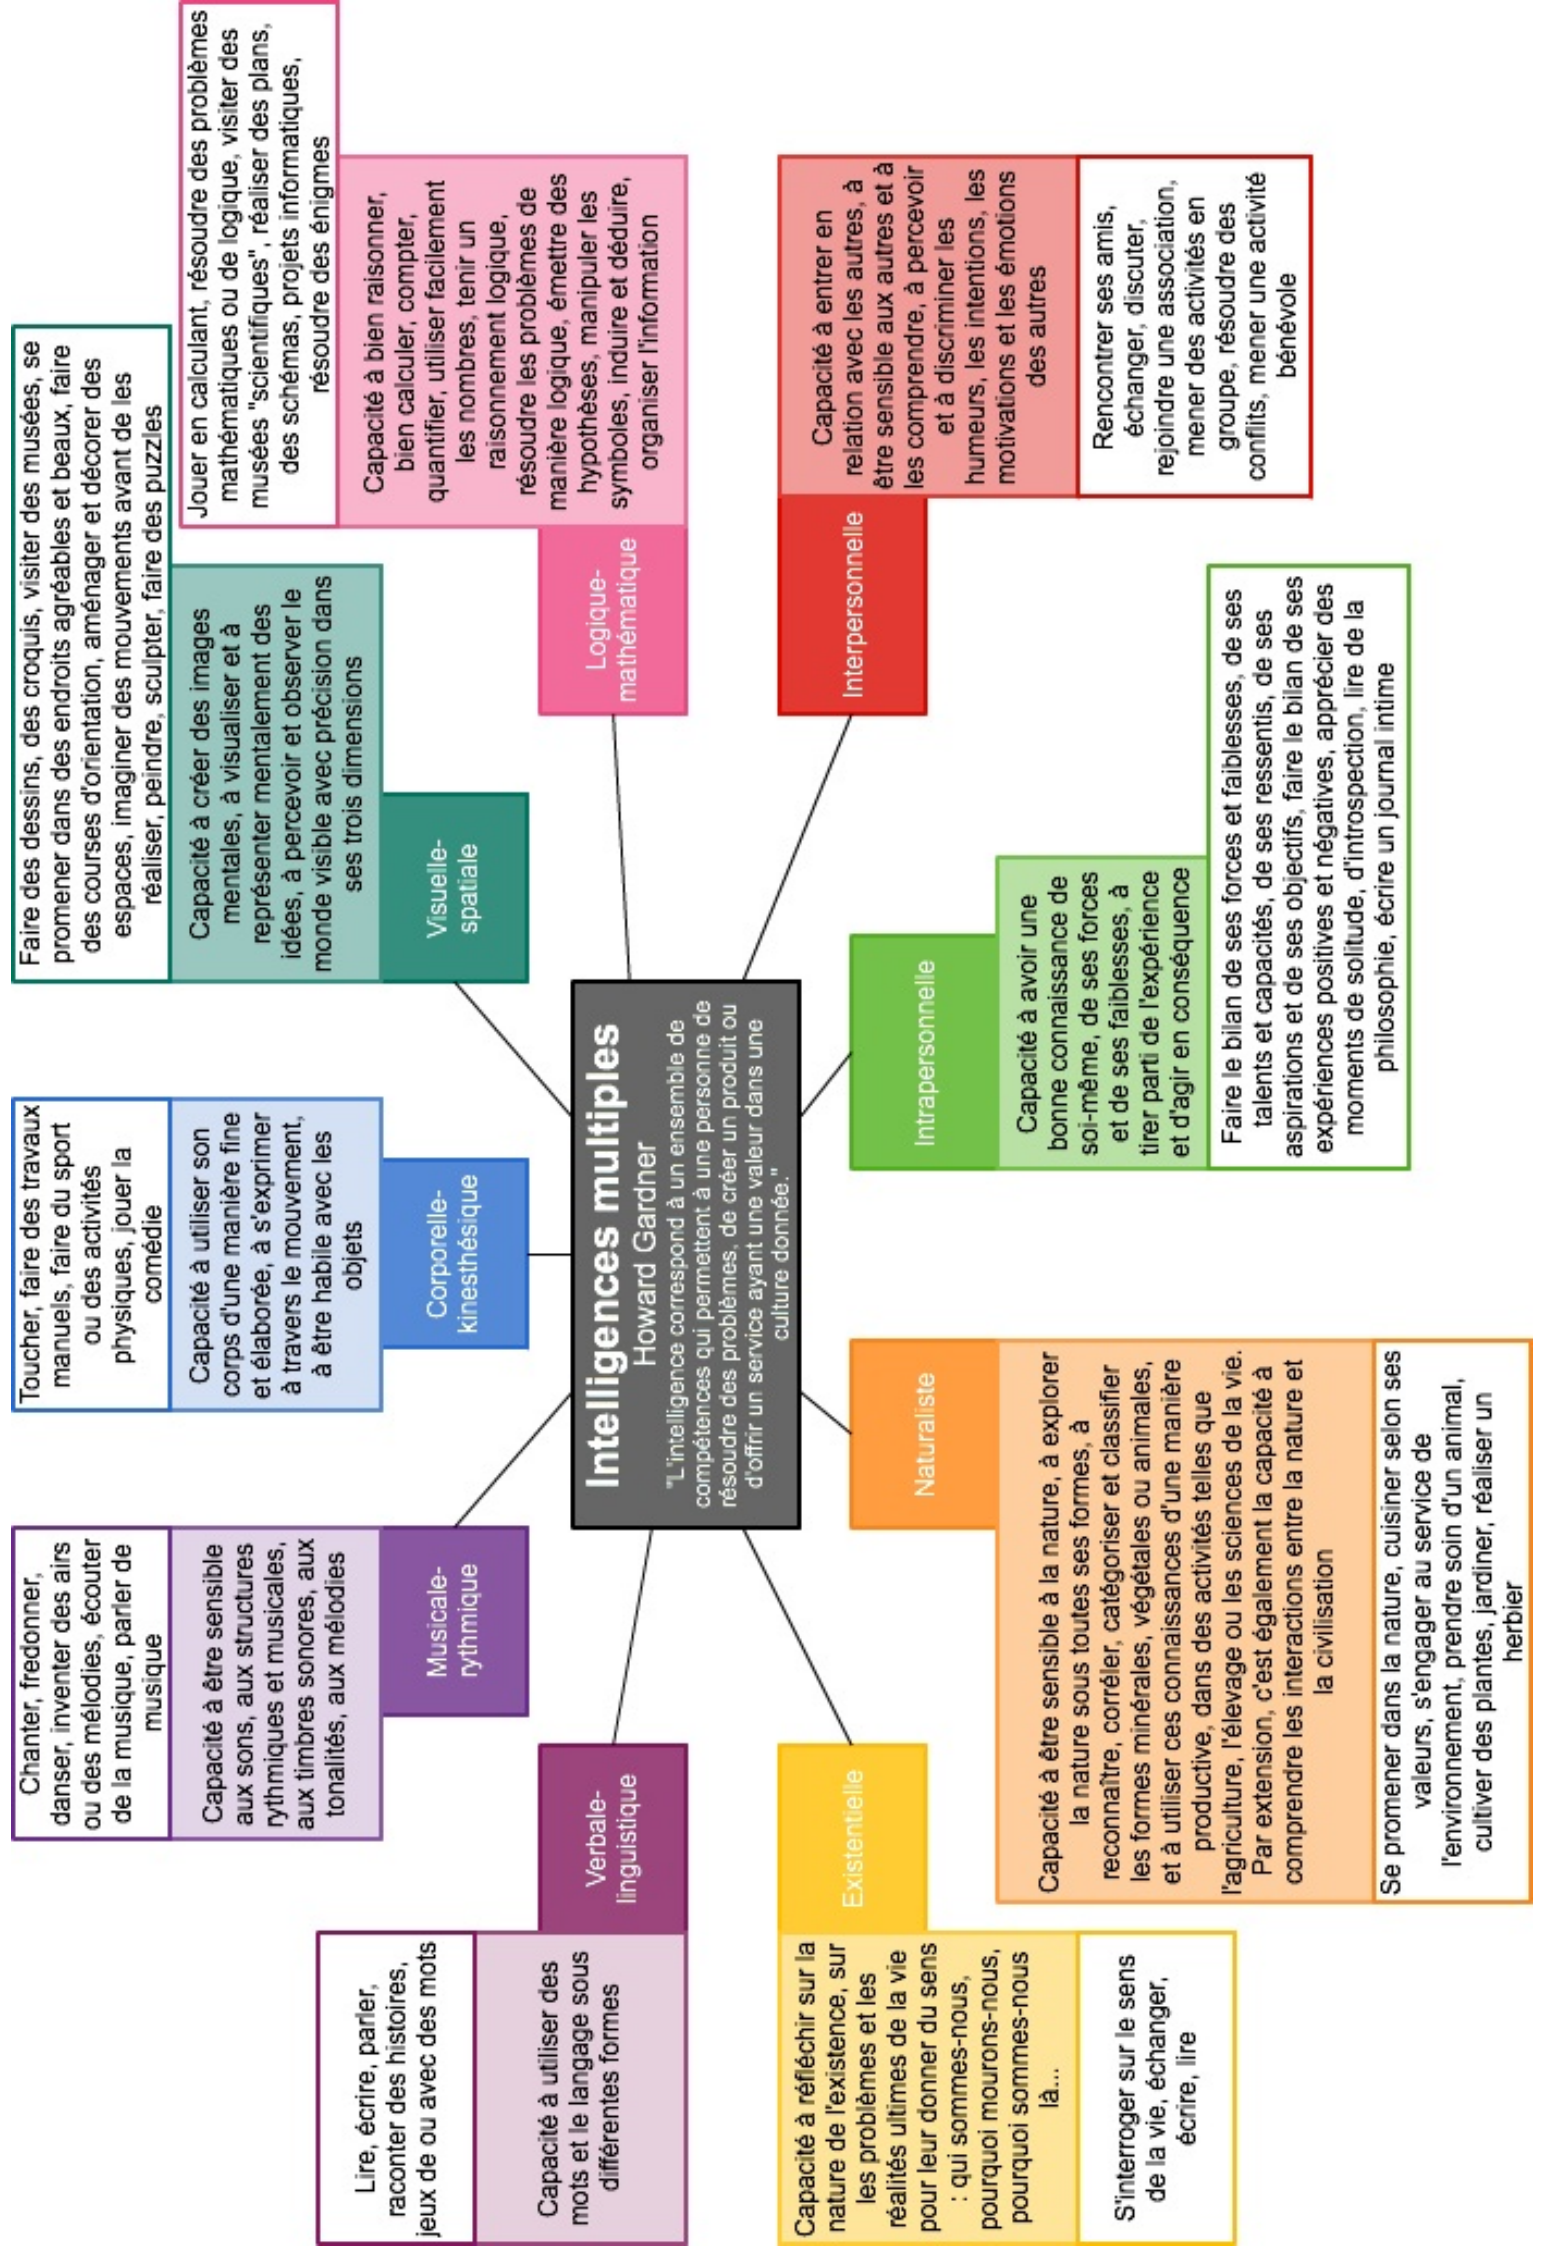 Intelligences multiples
Howard Gardner
"L'intelligence correspond à un ensemble de
compétences qui permettent à une personne de
résoudre des problèmes, de créer un produit ou
d'offrir un service ayant une valeur dans une
culture donnée."
Lire, écrire, parler,
raconter des histoires,
jeux de ou avec des mots
Capacité à utiliser des
mots et le langage sous
différentes formes
Verbale-
linguistique
Chanter, fredonner,
danser, inventer des airs
ou des mélodies, écouter
de la musique, parler de
musique
Capacité à être sensible
aux sons, aux structures
rythmiques et musicales,
aux timbres sonores, aux
tonalités, aux mélodies
Musicale-
rythmique
Toucher, faire des travaux
manuels, faire du sport
ou des activités
physiques, jouer la
comédie
Capacité à utiliser son
corps d'une manière fine
et élaborée, à s'exprimer
à travers le mouvement,
à être habile avec les
objets
Corporelle-
kinesthésique
Faire des dessins, des croquis, visiter des musées, se
promener dans des endroits agréables et beaux, faire
des courses d'orientation, aménager et décorer des
espaces, imaginer des mouvements avant de les
réaliser, peindre, sculpter, faire des puzzles
Capacité à créer des images
mentales, à visualiser et à
représenter mentalement des
idées, à percevoir et observer le
monde visible avec précision dans
ses trois dimensions
Visuelle-
spatiale
Jouer en calculant, résoudre des problèmes
mathématiques ou de logique, visiter des
musées "scientifiques", réaliser des plans,
des schémas, projets informatiques,
résoudre des énigmes
Capacité à bien raisonner,
bien calculer, compter,
quantifier, utiliser facilement
les nombres, tenir un
raisonnement logique,
résoudre les problèmes de
manière logique, émettre des
hypothèses, manipuler les
symboles, induire et déduire,
organiser l'information
Logique-
mathématique
Existentielle
Capacité à réfléchir sur la
nature de l'existence, sur
les problèmes et les
réalités ultimes de la vie
pour leur donner du sens
: qui sommes-nous,
pourquoi mourons-nous,
pourquoi sommes-nous
là...
S'interroger sur le sens
de la vie, échanger,
écrire, lire
Naturaliste
Capacité à être sensible à la nature, à explorer
la nature sous toutes ses formes, à
reconnaître, corréler, catégoriser et classifier
les formes minérales, végétales ou animales,
et à utiliser ces connaissances d'une manière
productive, dans des activités telles que
l'agriculture, l'élevage ou les sciences de la vie.
Par extension, c'est également la capacité à
comprendre les interactions entre la nature et
la civilisation
Se promener dans la nature, cuisiner selon ses
valeurs, s'engager au service de
l'environnement, prendre soin d'un animal,
cultiver des plantes, jardiner, réaliser un
herbier
Intrapersonnelle
Capacité à avoir une
bonne connaissance de
soi-même, de ses forces
et de ses faiblesses, à
tirer parti de l'expérience
et d'agir en conséquence
Faire le bilan de ses forces et faiblesses, de ses
talents et capacités, de ses ressentis, de ses
aspirations et de ses objectifs, faire le bilan de ses
expériences positives et négatives, apprécier des
moments de solitude, d'introspection, lire de la
philosophie, écrire un journal intime
Interpersonnelle
Capacité à entrer en
relation avec les autres, à
être sensible aux autres et à
les comprendre, à percevoir
et à discriminer les
humeurs, les intentions, les
motivations et les émotions
des autres
Rencontrer ses amis,
échanger, discuter,
rejoindre une association,
mener des activités en
groupe, résoudre des
conflits, mener une activité
bénévole